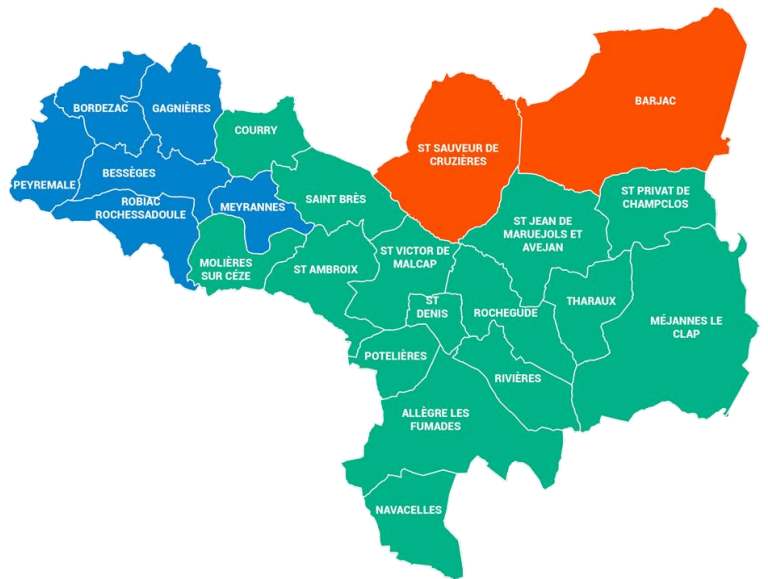 BORDEZAC
GAGNIÈRES
COURRY
BARJAC
ST SAUVEUR DE
CRUZIÈRES
BESSÈGES
PEYREMALE
ROBIAC
ROCHESSADOULE
MEYRANNES
SAINT BRÈS
ST PRIVAT DE
CHAMPCLOS
ST JEAN DE
MARUEJOLS ET
AVEJAN
MOLIÈRES
SUR CÉZE
ST AMBROIX
ST VICTOR DE
MALCAP
ST
DENIS
ROCHEGUDE
THARAUX
MÉJANNES LE
CLAP
POTELIÈRES
RIVIÈRES
ALLÈGRE LES
FUMADES
NAVACELLES